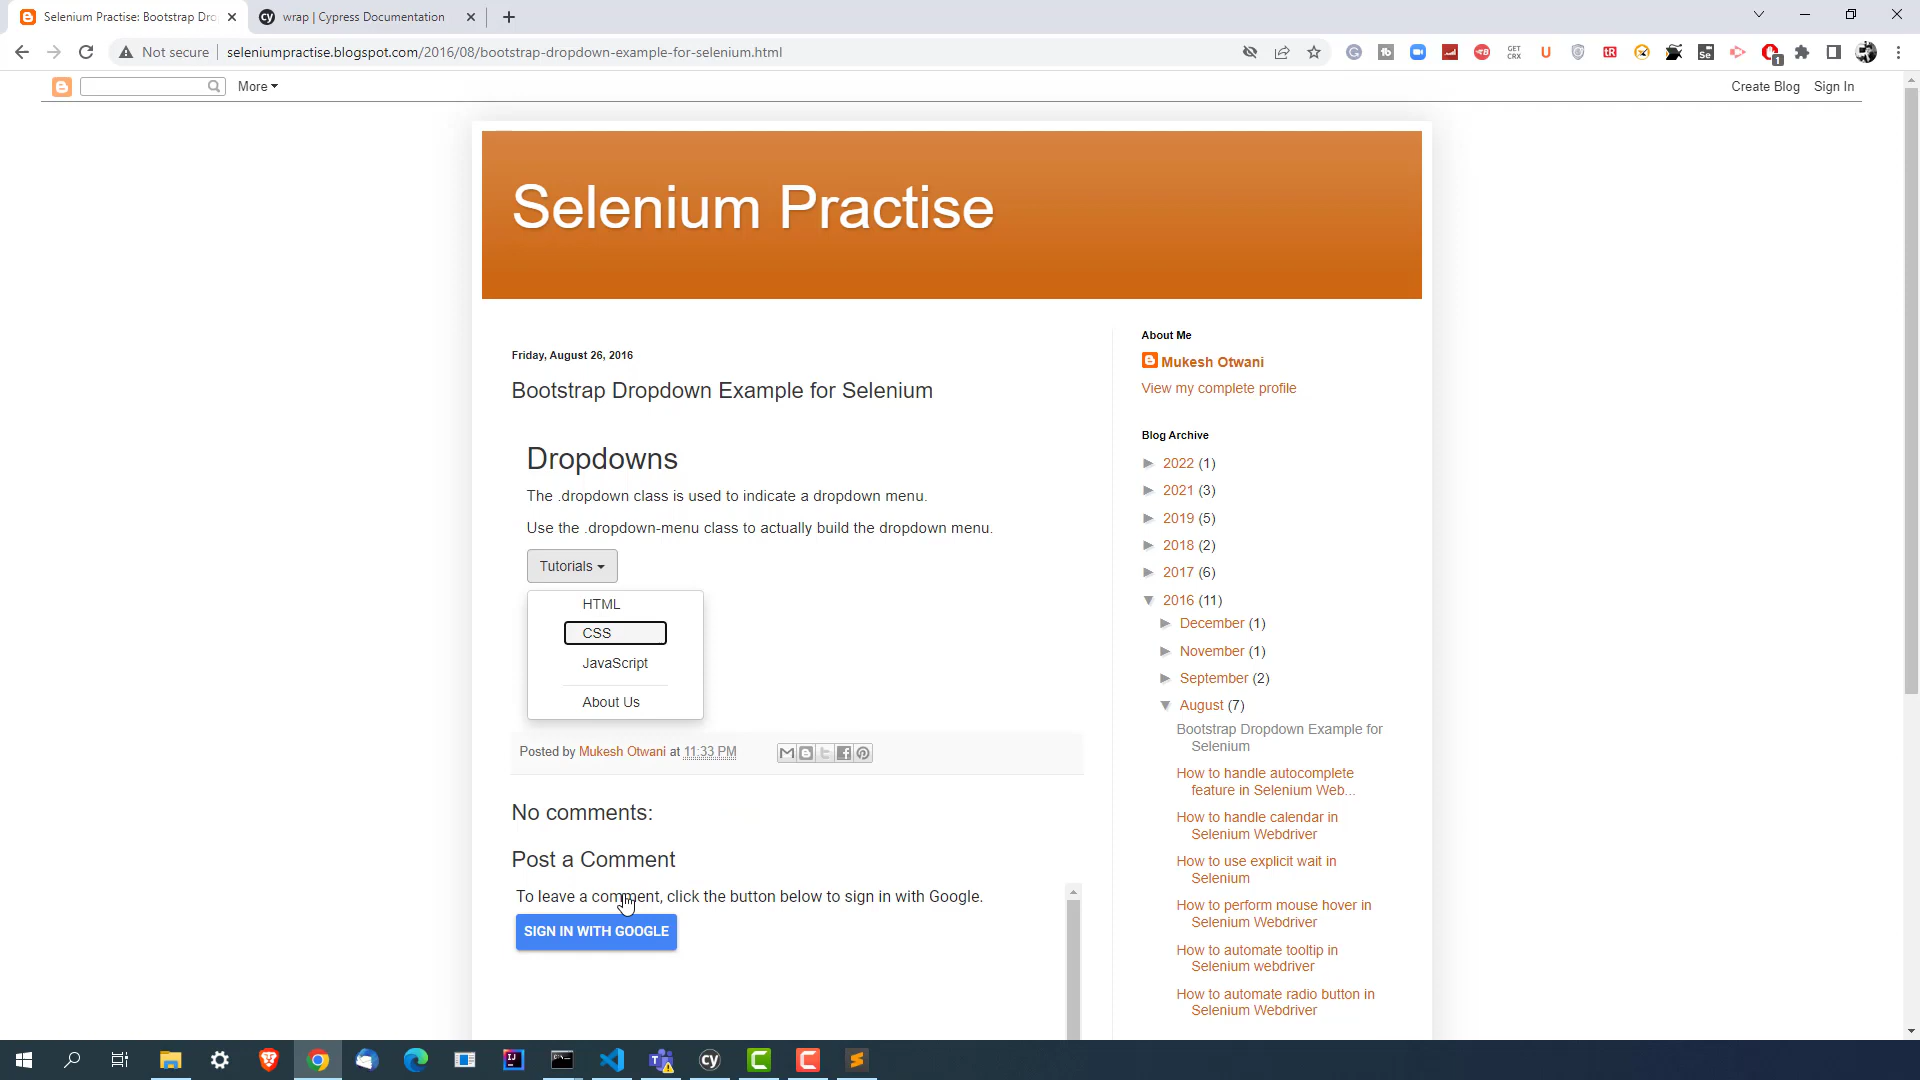 Selenium Practise: Bootstrap Dro
wrap | Cypress Documentation
Not secure
seleniumpractise.blogspot.com/2016/08/bootstrap-dropdown-example-for-selenium.html
GET
CRX
U
tR
Se
1
More
Create Blog
Sign In
Selenium Practise
Friday, August 26, 2016
Bootstrap Dropdown Example for Selenium
Dropdowns
The .dropdown class is used to indicate a dropdown menu.
Use the .dropdown-menu class to actually build the dropdown menu.
Tutorials
HTML
CSS
JavaScript
About Us
Posted by Mukesh Otwani at 11:33 PM
No comments:
Post a Comment
To leave a comment, click the button below to sign in with Google.
SIGN IN WITH GOOGLE
About Me
Mukesh Otwani
View my complete profile
Blog Archive
► 2022 (1)
► 2021 (3)
► 2019 (5)
► 2018 (2)
► 2017 (6)
▼ 2016 (11)
► December (1)
► November (1)
► September (2)
▼ August (7)
Bootstrap Dropdown Example for
Selenium
How to handle autocomplete
feature in Selenium Web...
How to handle calendar in
Selenium Webdriver
How to use explicit wait in
Selenium
How to perform mouse hover in
Selenium Webdriver
How to automate tooltip in
Selenium webdriver
How to automate radio button in
Selenium Webdriver
cy